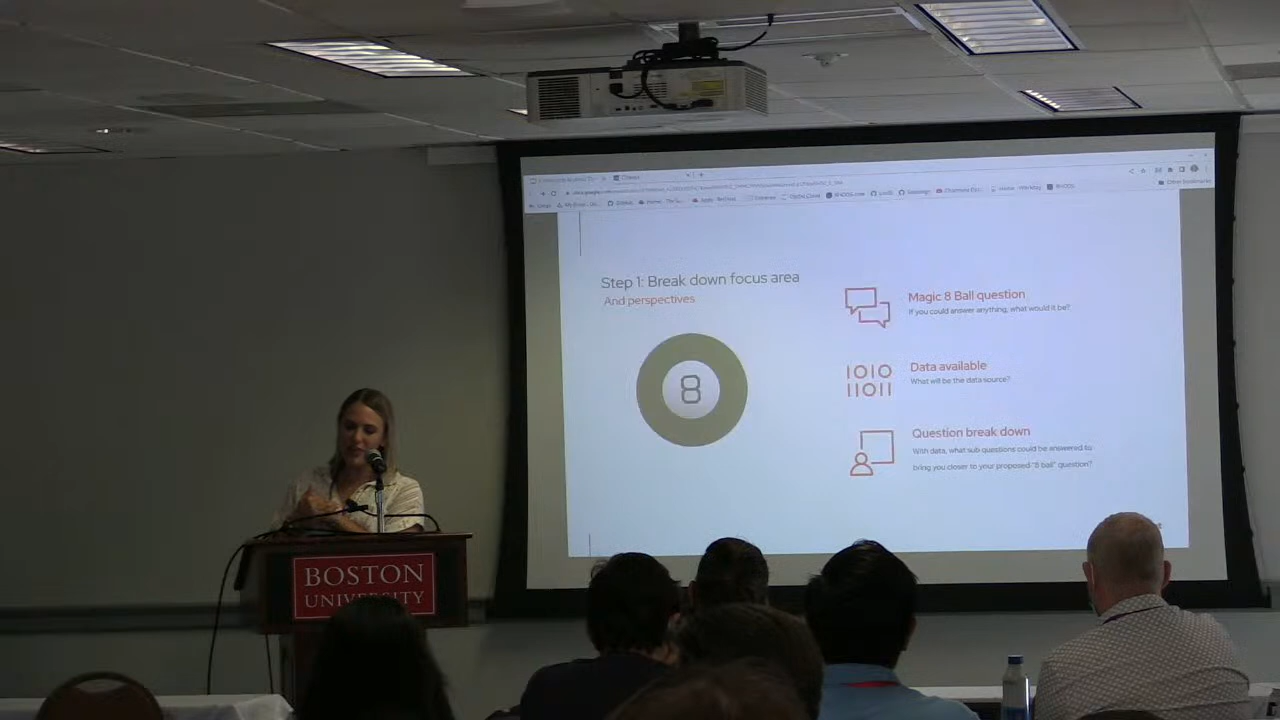 Step 1: Break down focus area
And perspectives
8
Magic 8 Ball question
If you could answer anything, what would it be?
1010
11011
Data available
What will be the data source?
Question break down
With data, what sub questions could be answered to
bring you closer to your proposed "8 ball" question?
BOSTON
UNIVERSITY